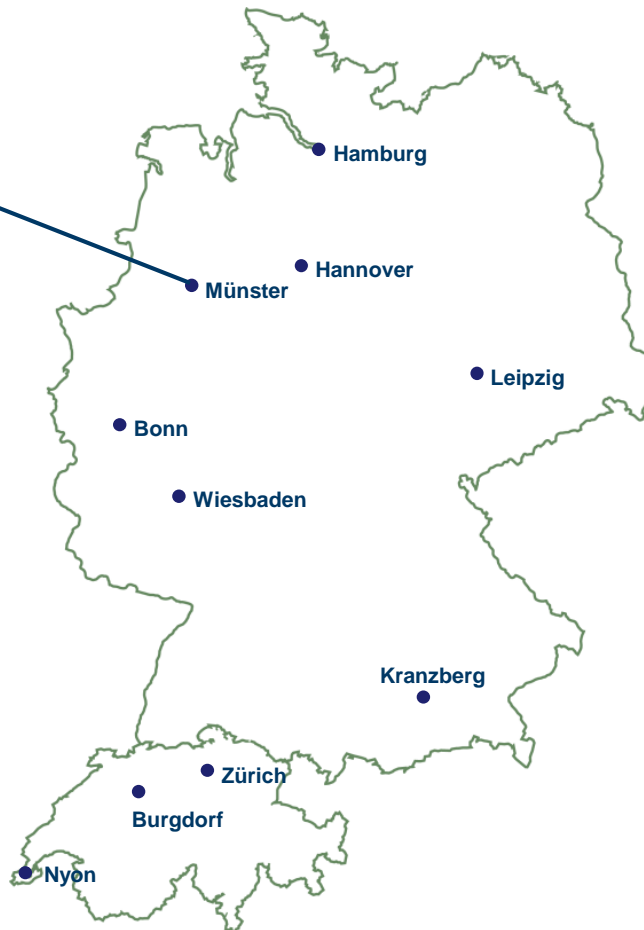 Hamburg
Hannover
Münster
Leipzig
Bonn
Wiesbaden
Kranzberg
Zürich
Burgdorf
Nyon